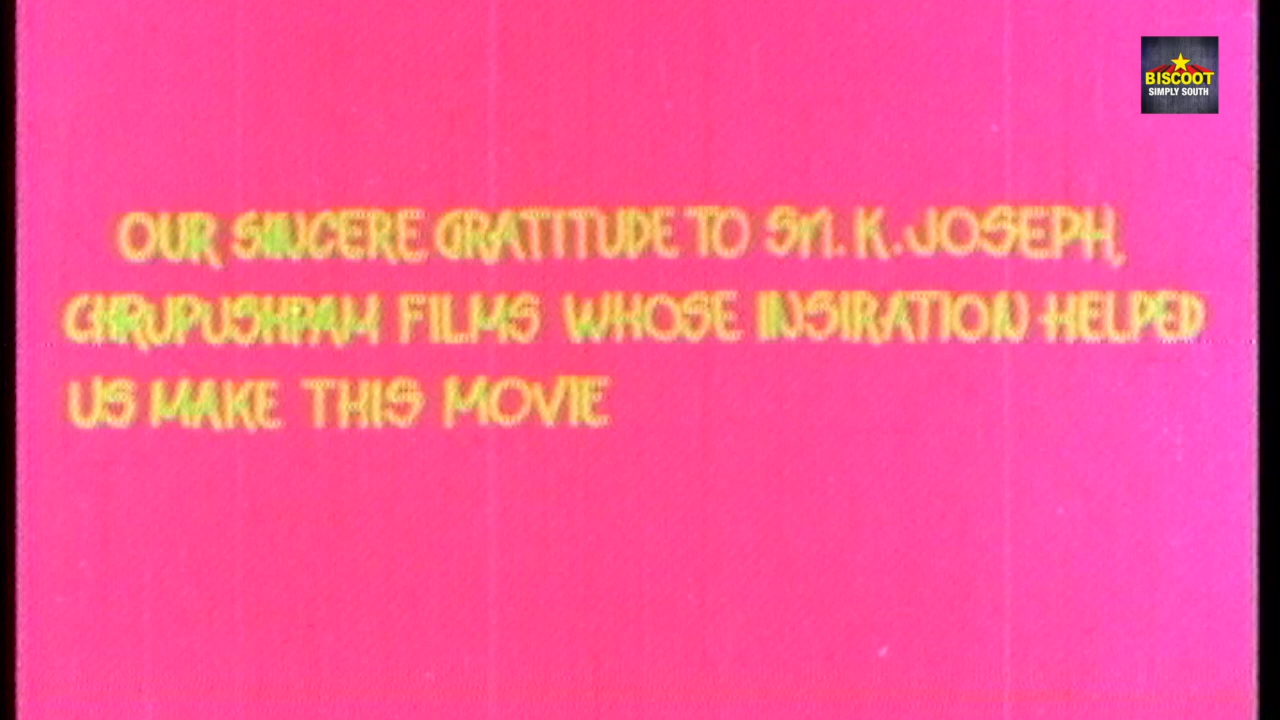 BISCOOT
SIMPLY SOUTH
OUR SINCERE GRATITUDE TO Sri. K. JOSEPH,
CHRUPUSHPAM FILMS WHOSE INSIRATION HELPED
US MAKE THIS MOVIE